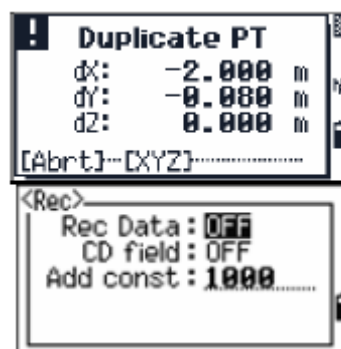 ! Duplicate PT
dX: -2.000 m
dY: -0.080 m
dZ: 0.000 m
[Abrt] [XYZ]
<Rec>
Rec Data : OFF
CD field : OFF
Add const : 1000